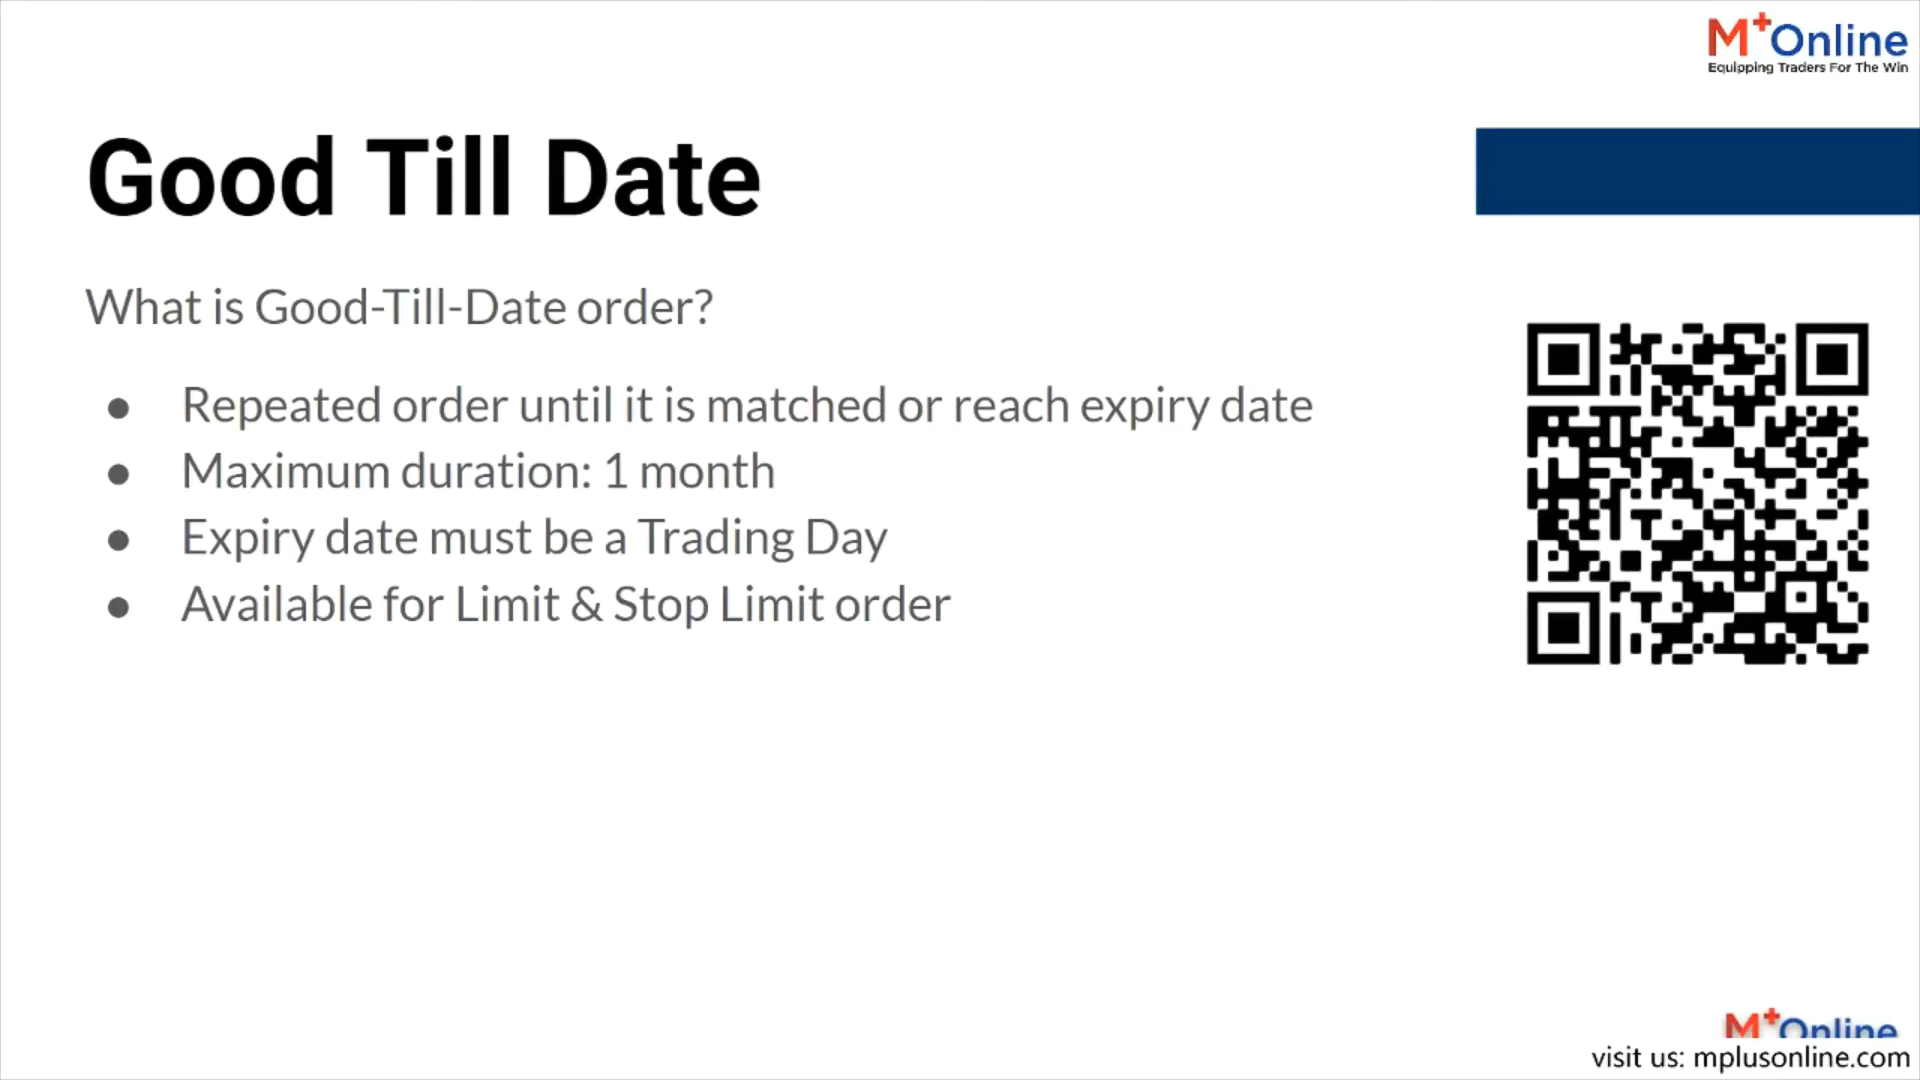 M+Online
Equipping Traders For The Win
Good Till Date
What is Good-Till-Date order?
● Repeated order until it is matched or reach expiry date
● Maximum duration: 1 month
● Expiry date must be a Trading Day
● Available for Limit & Stop Limit order
M+Online
visit us: mplusonline.com